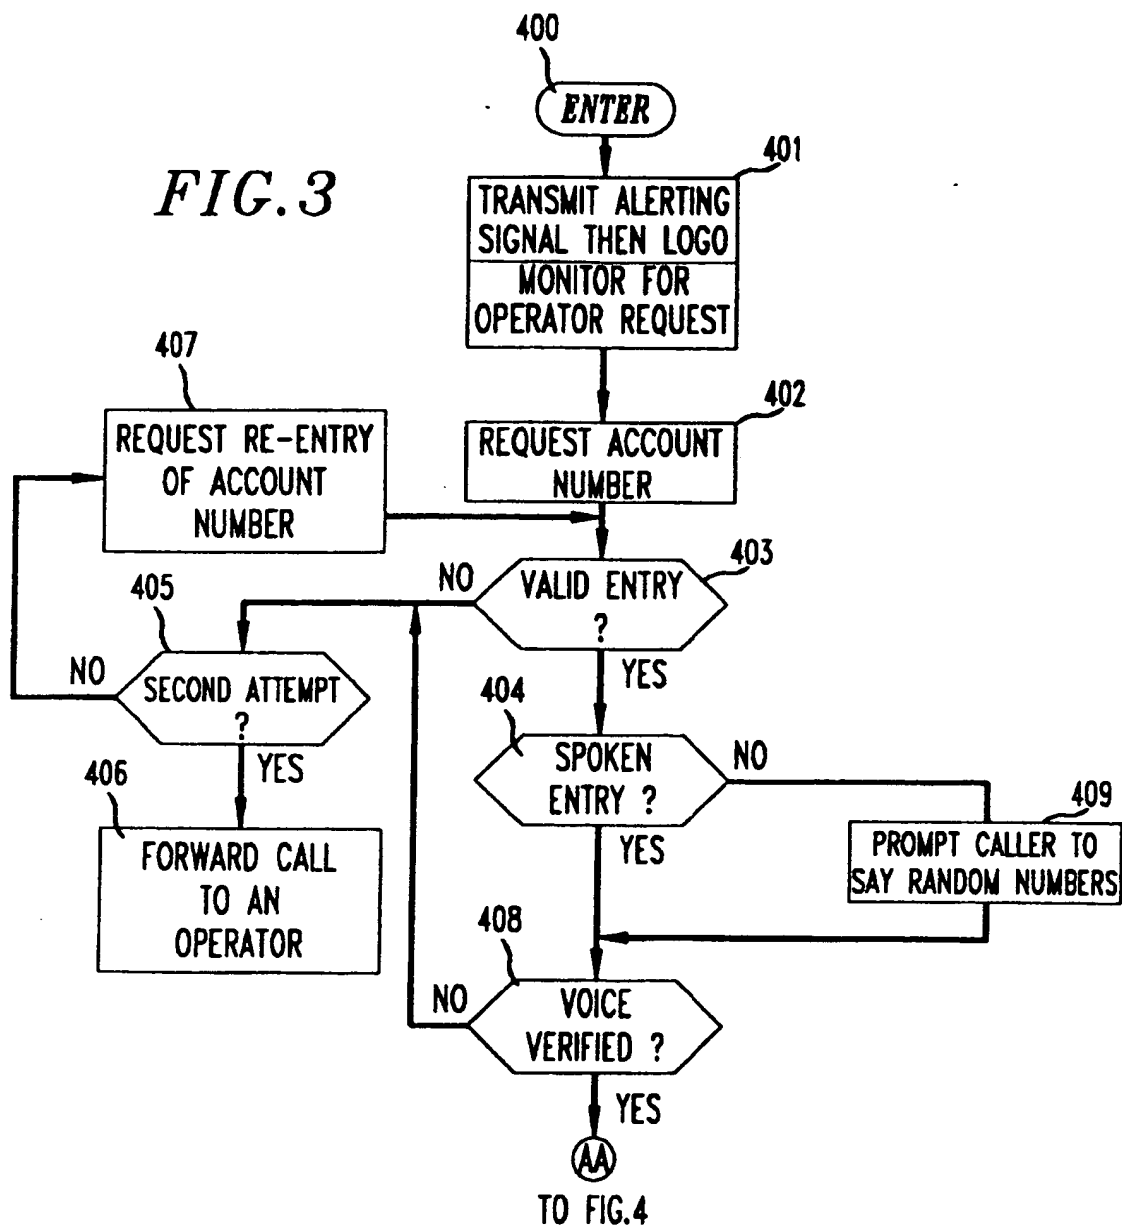 400
ENTER
FIG.3
401
TRANSMIT ALERTING
SIGNAL THEN LOGO
MONITOR FOR
OPERATOR REQUEST
407
REQUEST RE-ENTRY
OF ACCOUNT
NUMBER
402
REQUEST ACCOUNT
NUMBER
403
NO
VALID ENTRY
?
YES
405
NO
SECOND ATTEMPT
?
YES
404
SPOKEN
ENTRY ?
NO
YES
406
FORWARD CALL
TO AN
OPERATOR
409
PROMPT CALLER TO
SAY RANDOM NUMBERS
408
NO
VOICE
VERIFIED ?
YES
AA
TO FIG.4